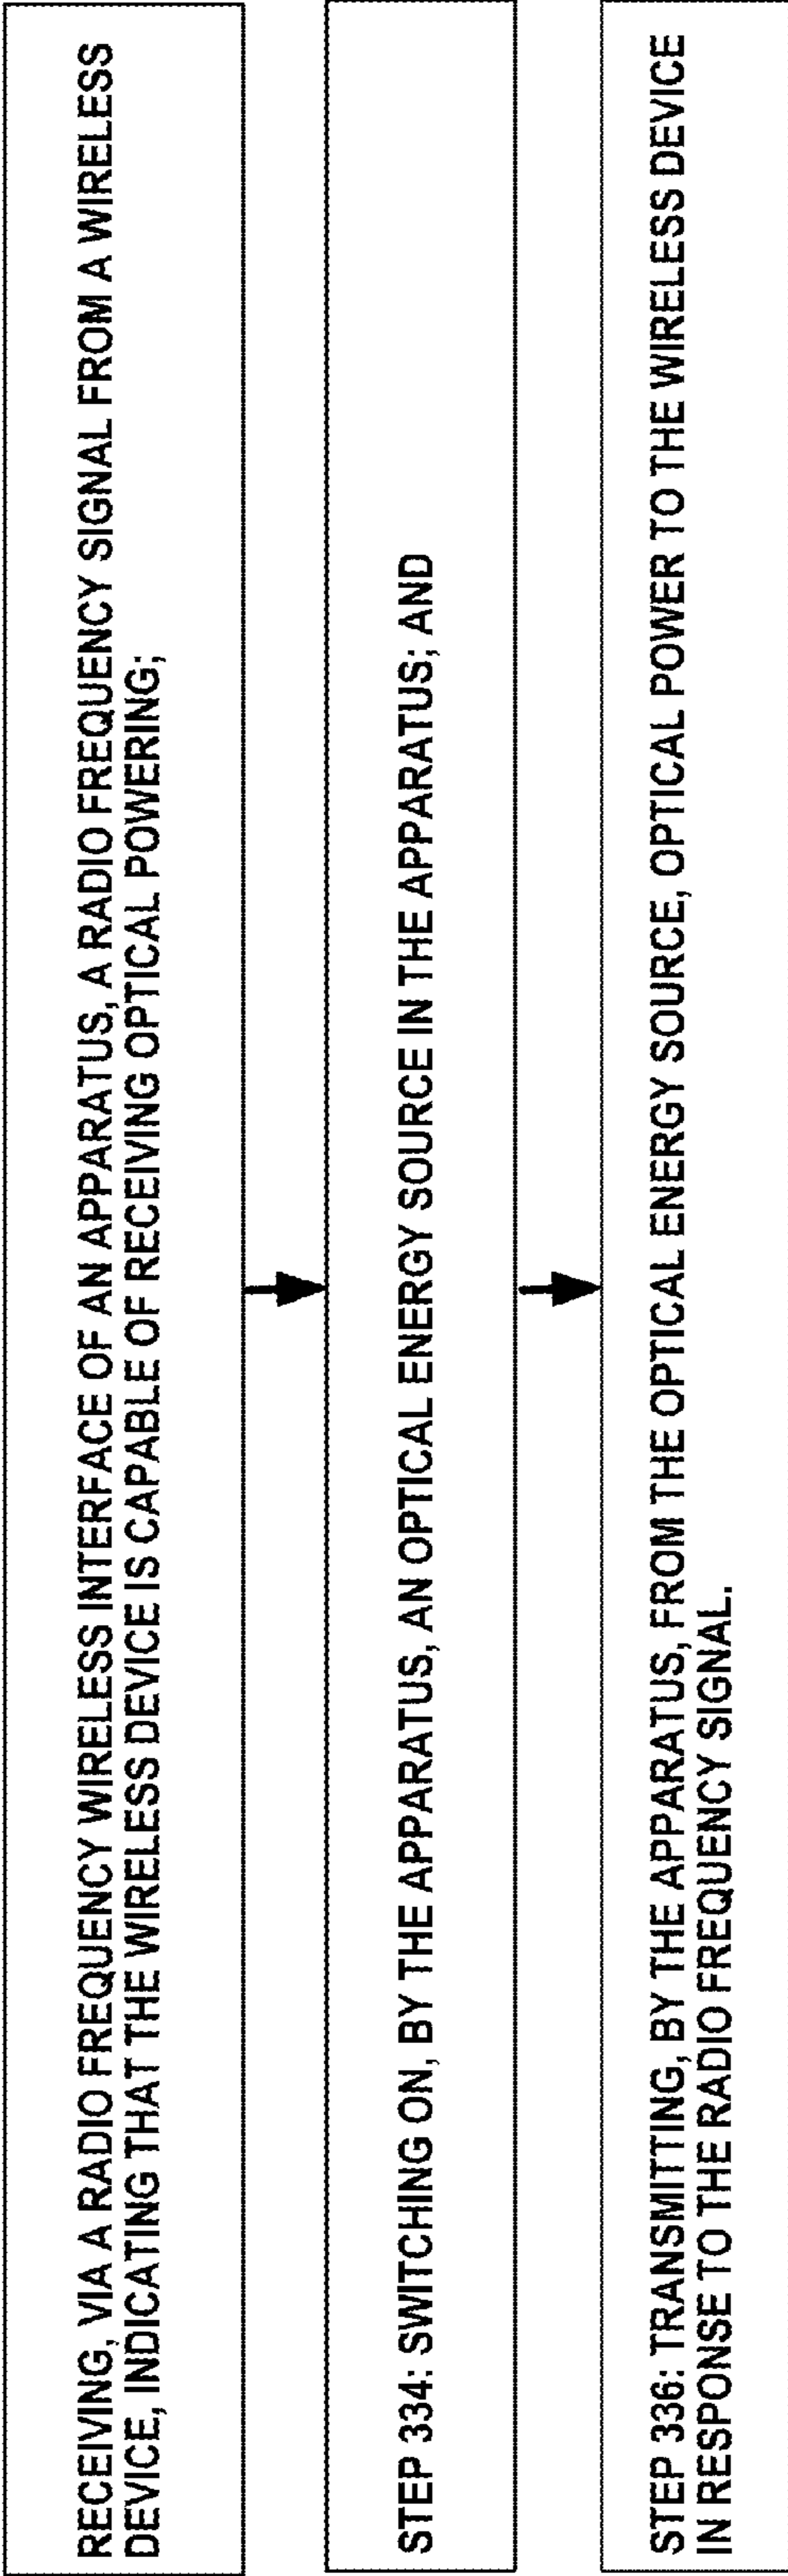 RECEIVING, VIA A RADIO FREQUENCY WIRELESS INTERFACE OF AN APPARATUS, A RADIO FREQUENCY SIGNAL FROM A WIRELESS
DEVICE, INDICATING THAT THE WIRELESS DEVICE IS CAPABLE OF RECEIVING OPTICAL POWERING;
STEP 334: SWITCHING ON, BY THE APPARATUS, AN OPTICAL ENERGY SOURCE IN THE APPARATUS; AND
STEP 336: TRANSMITTING, BY THE APPARATUS, FROM THE OPTICAL ENERGY SOURCE, OPTICAL POWER TO THE WIRELESS DEVICE
IN RESPONSE TO THE RADIO FREQUENCY SIGNAL.